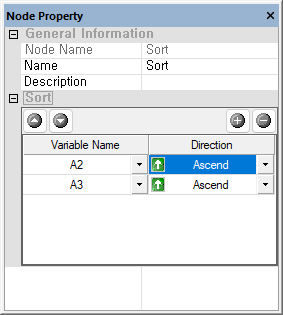 Node Property
General Information
Node Name Sort
Name Sort
Description
Sort
Variable Name Direction
A2 Ascend
A3 Ascend